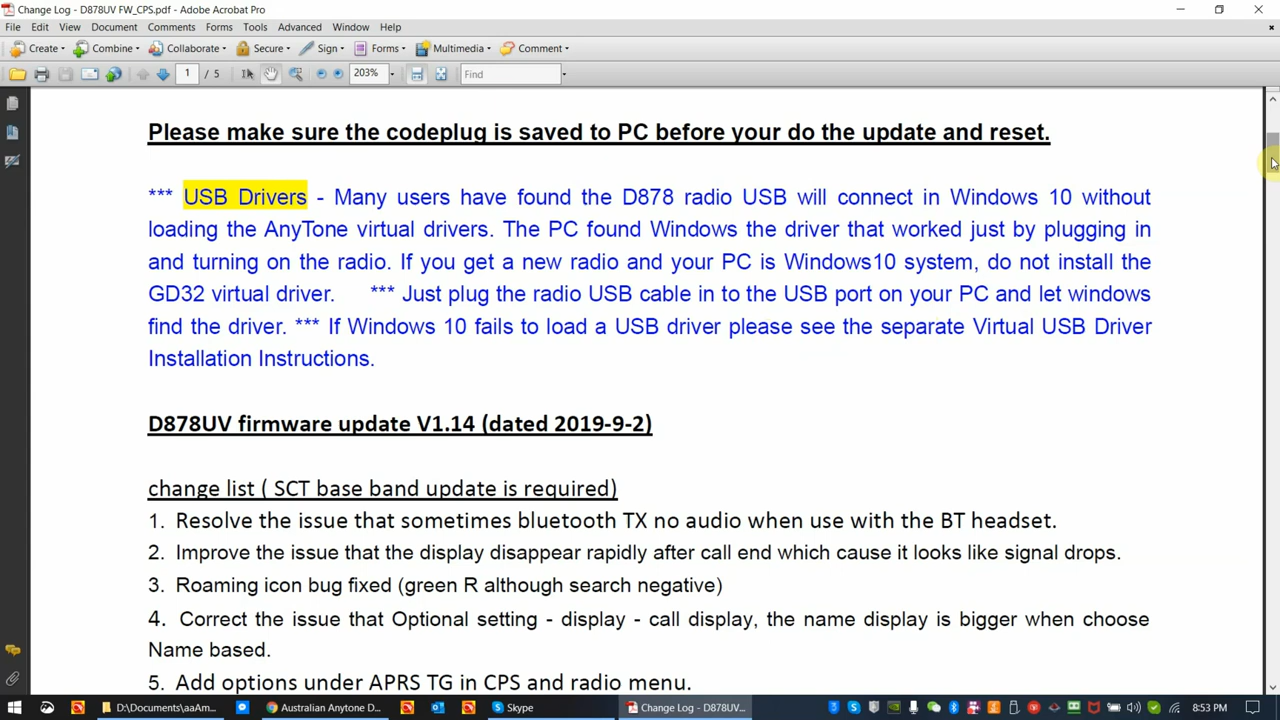 Change Log - D878UV FW_CPS.pdf - Adobe Acrobat Pro
File Edit View Document Comments Forms Tools Advanced Window Help
Create Combine Collaborate Secure Sign Forms Multimedia Comment
1 / 5 203% Find
Please make sure the codeplug is saved to PC before your do the update and reset.
*** USB Drivers - Many users have found the D878 radio USB will connect in Windows 10 without
loading the AnyTone virtual drivers. The PC found Windows the driver that worked just by plugging in
and turning on the radio. If you get a new radio and your PC is Windows10 system, do not install the
GD32 virtual driver. *** Just plug the radio USB cable in to the USB port on your PC and let windows
find the driver. *** If Windows 10 fails to load a USB driver please see the separate Virtual USB Driver
Installation Instructions.
D878UV firmware update V1.14 (dated 2019-9-2)
change list ( SCT base band update is required)
1. Resolve the issue that sometimes bluetooth TX no audio when use with the BT headset.
2. Improve the issue that the display disappear rapidly after call end which cause it looks like signal drops.
3. Roaming icon bug fixed (green R although search negative)
4. Correct the issue that Optional setting - display - call display, the name display is bigger when choose
Name based.
5. Add options under APRS TG in CPS and radio menu.
D:\Documents\aaAm... Australian Anytone D... Skype Change Log - D878UV... 8:53 PM